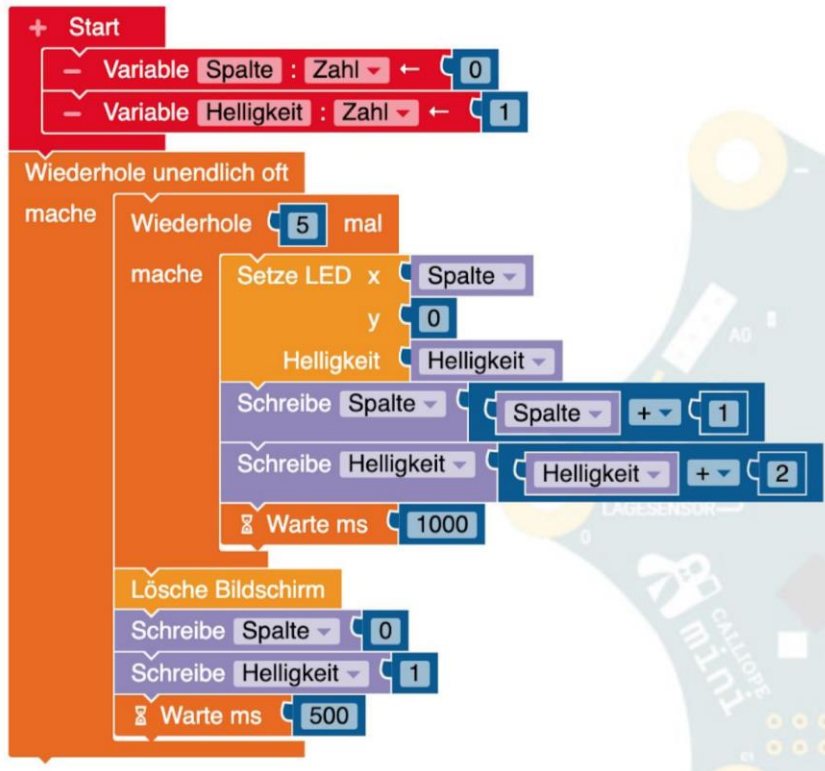 + Start
− Variable Spalte : Zahl ← 0
− Variable Helligkeit : Zahl ← 1
Wiederhole unendlich oft
mache Wiederhole 5 mal
mache Setze LED x Spalte
y 0
Helligkeit Helligkeit
Schreibe Spalte Spalte + 1
Schreibe Helligkeit Helligkeit + 2
Warte ms 1000
Lösche Bildschirm
Schreibe Spalte 0
Schreibe Helligkeit 1
Warte ms 500
−
A0
LAGESENSOR
0
CALLIOPE
mini